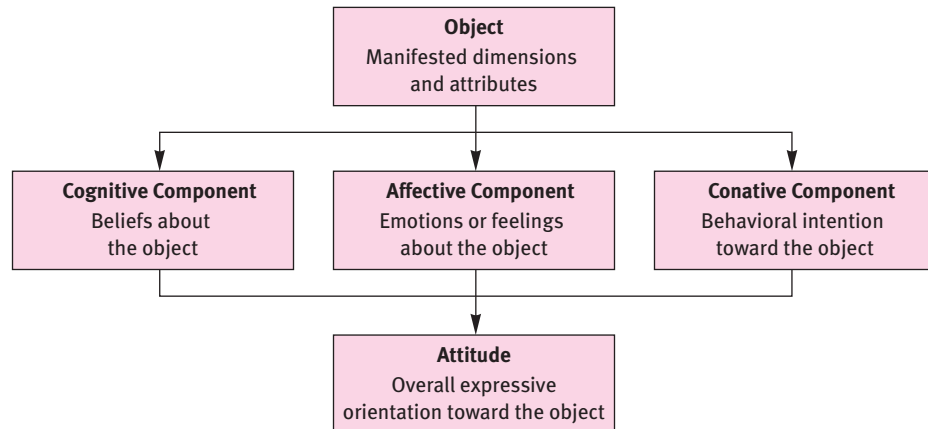 Object
Manifested dimensions
and attributes
Cognitive Component
Beliefs about
the object
Affective Component
Emotions or feelings
about the object
Conative Component
Behavioral intention
toward the object
Attitude
Overall expressive
orientation toward the object